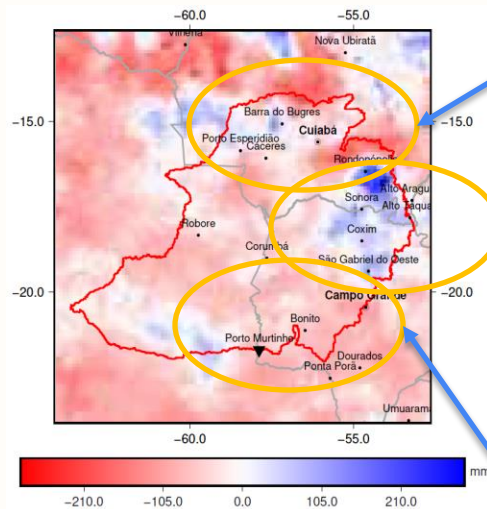 −60.0 −55.0
Vilhena
Nova Ubiratã
−15.0 −15.0
Barra do Bugres
Cuiabá
Porto Esperidião
Cáceres
Rondonópolis
Alto Aragu
Sonora
Alto Taqua
Robore
Coxim
Corumbá
São Gabriel do Oeste
−20.0 −20.0
Campo Grande
Bonito
Porto Murtinho
Dourados
Ponta Porã
Umuarama
−60.0 −55.0
mm
−210.0 −105.0 0.0 105.0 210.0